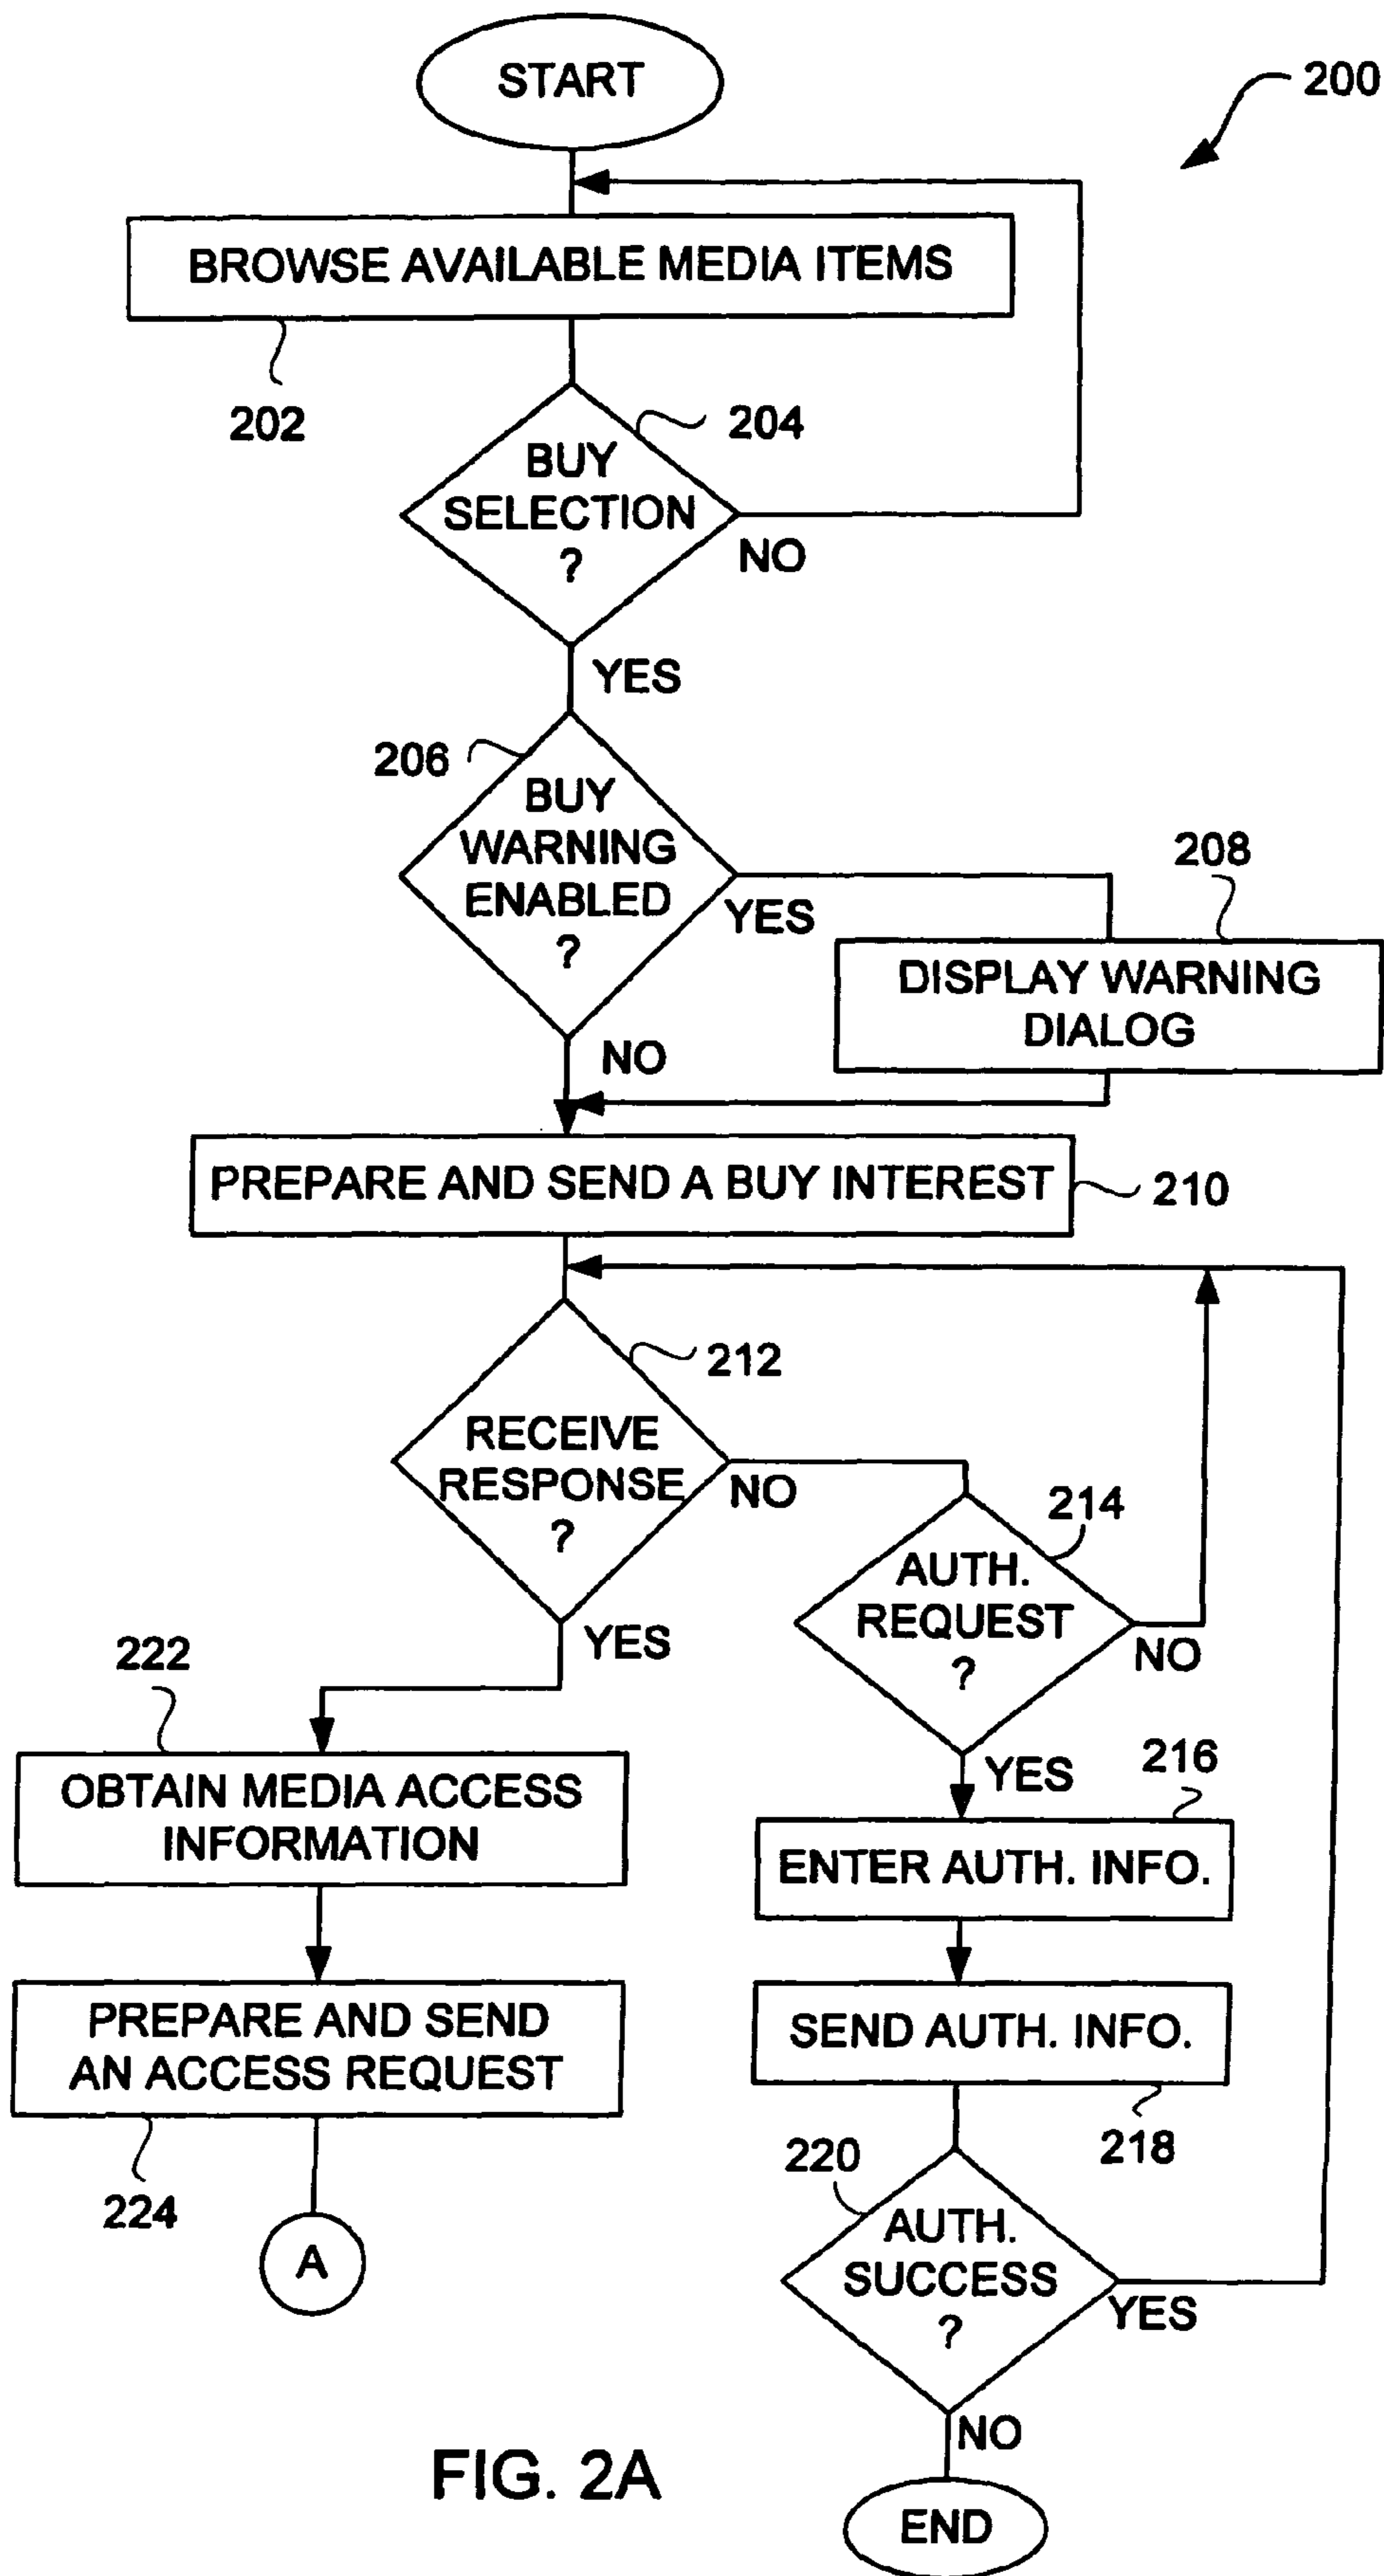 START
200
BROWSE AVAILABLE MEDIA ITEMS
202
204
BUY
SELECTION
?
NO
YES
206
BUY
WARNING
ENABLED
?
YES
208
DISPLAY WARNING
DIALOG
NO
PREPARE AND SEND A BUY INTEREST
210
212
RECEIVE
RESPONSE
?
NO
214
AUTH.
REQUEST
?
NO
YES
222
OBTAIN MEDIA ACCESS
INFORMATION
YES
216
ENTER AUTH. INFO.
PREPARE AND SEND
AN ACCESS REQUEST
224
A
SEND AUTH. INFO.
218
220
AUTH.
SUCCESS
?
YES
NO
END
FIG. 2A